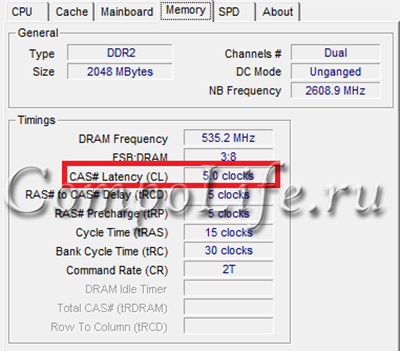 CPU Cache Mainboard Memory SPD About
General
Type DDR2 Channels # Dual
Size 2048 MBytes DC Mode Unganged
NB Frequency 2608.9 MHz
Timings
DRAM Frequency 535.2 MHz
FSB:DRAM 3:8
CAS# Latency (CL) 5.0 clocks
RAS# to CAS# Delay (tRCD) 5 clocks
CompoLife.ru
RAS# Precharge (tRP) 5 clocks
Cycle Time (tRAS) 15 clocks
Bank Cycle Time (tRC) 30 clocks
Command Rate (CR) 2T
DRAM Idle Timer
Total CAS# (tRDRAM)
Row To Column (tRCD)